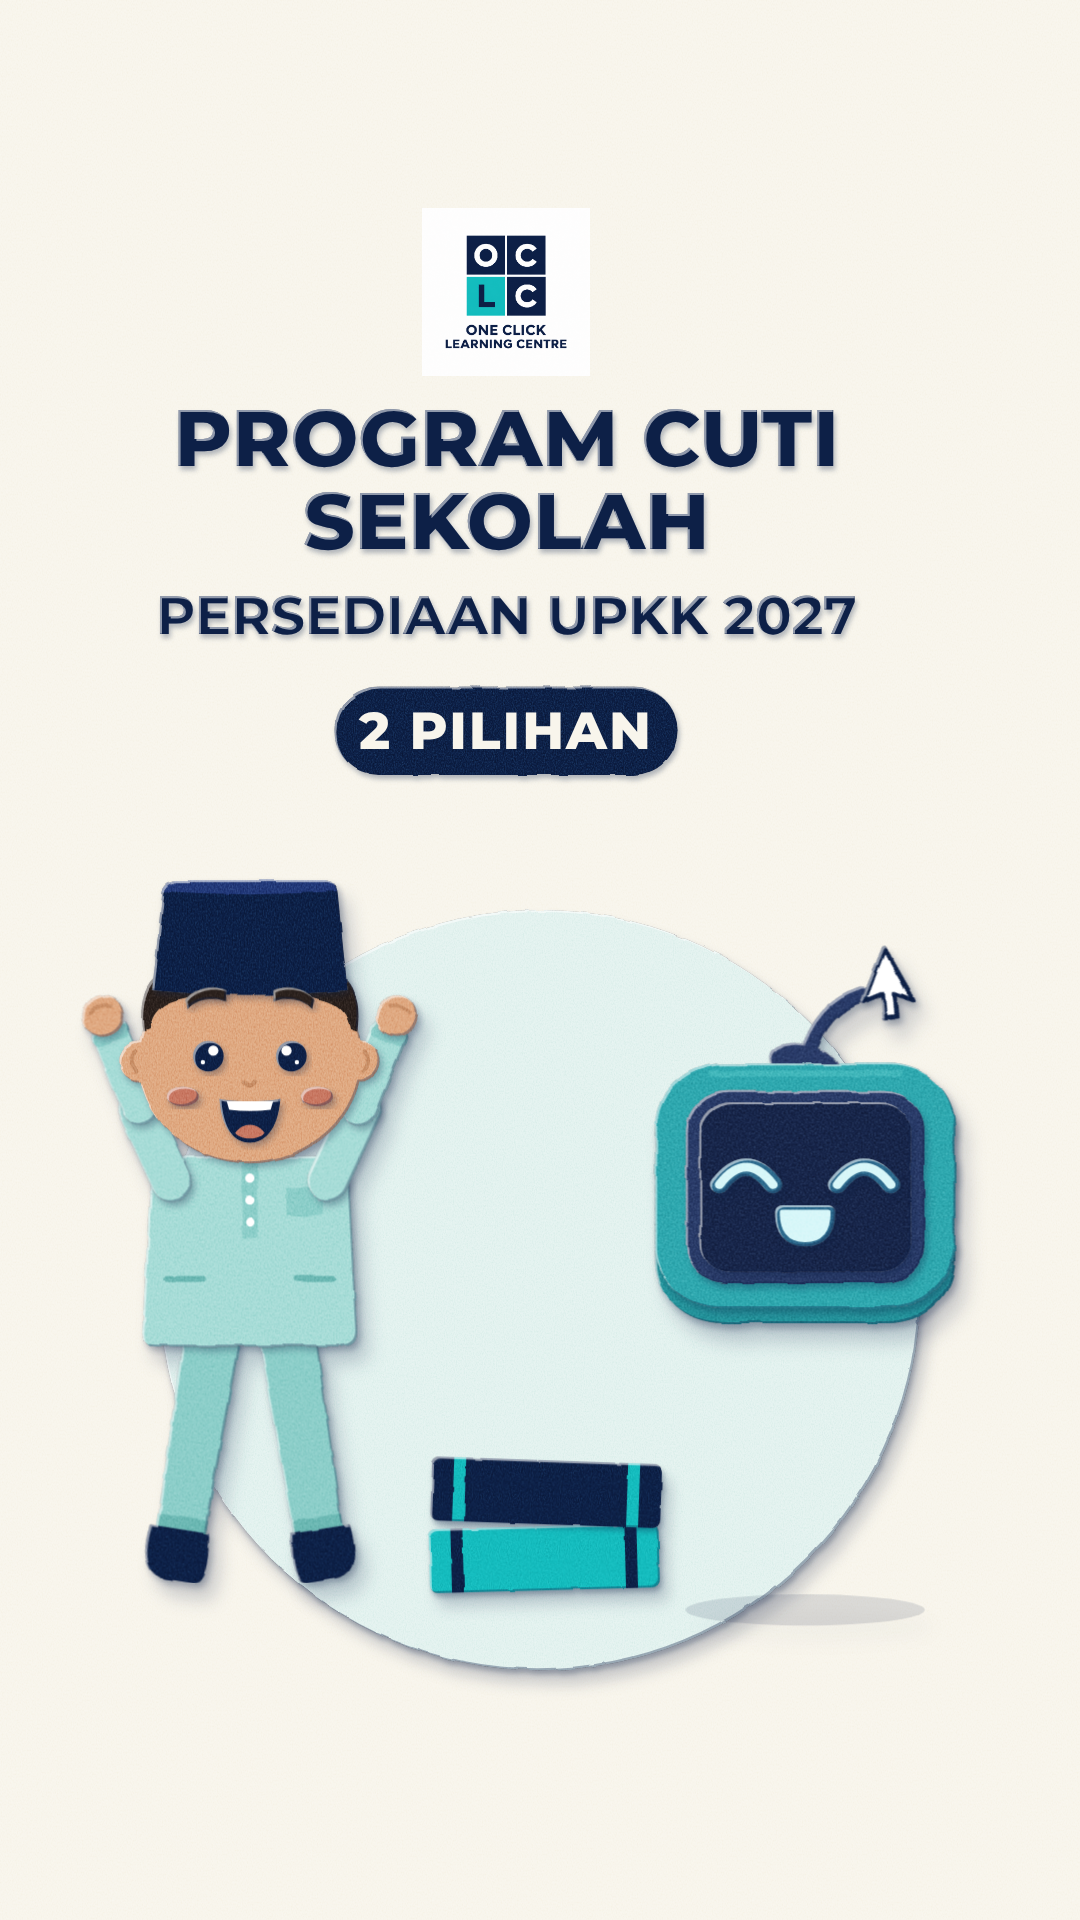 O C
L C
ONE CLICK
LEARNING CENTRE
PROGRAM CUTI
SEKOLAH
PERSEDIAAN UPKK 2027
2 PILIHAN